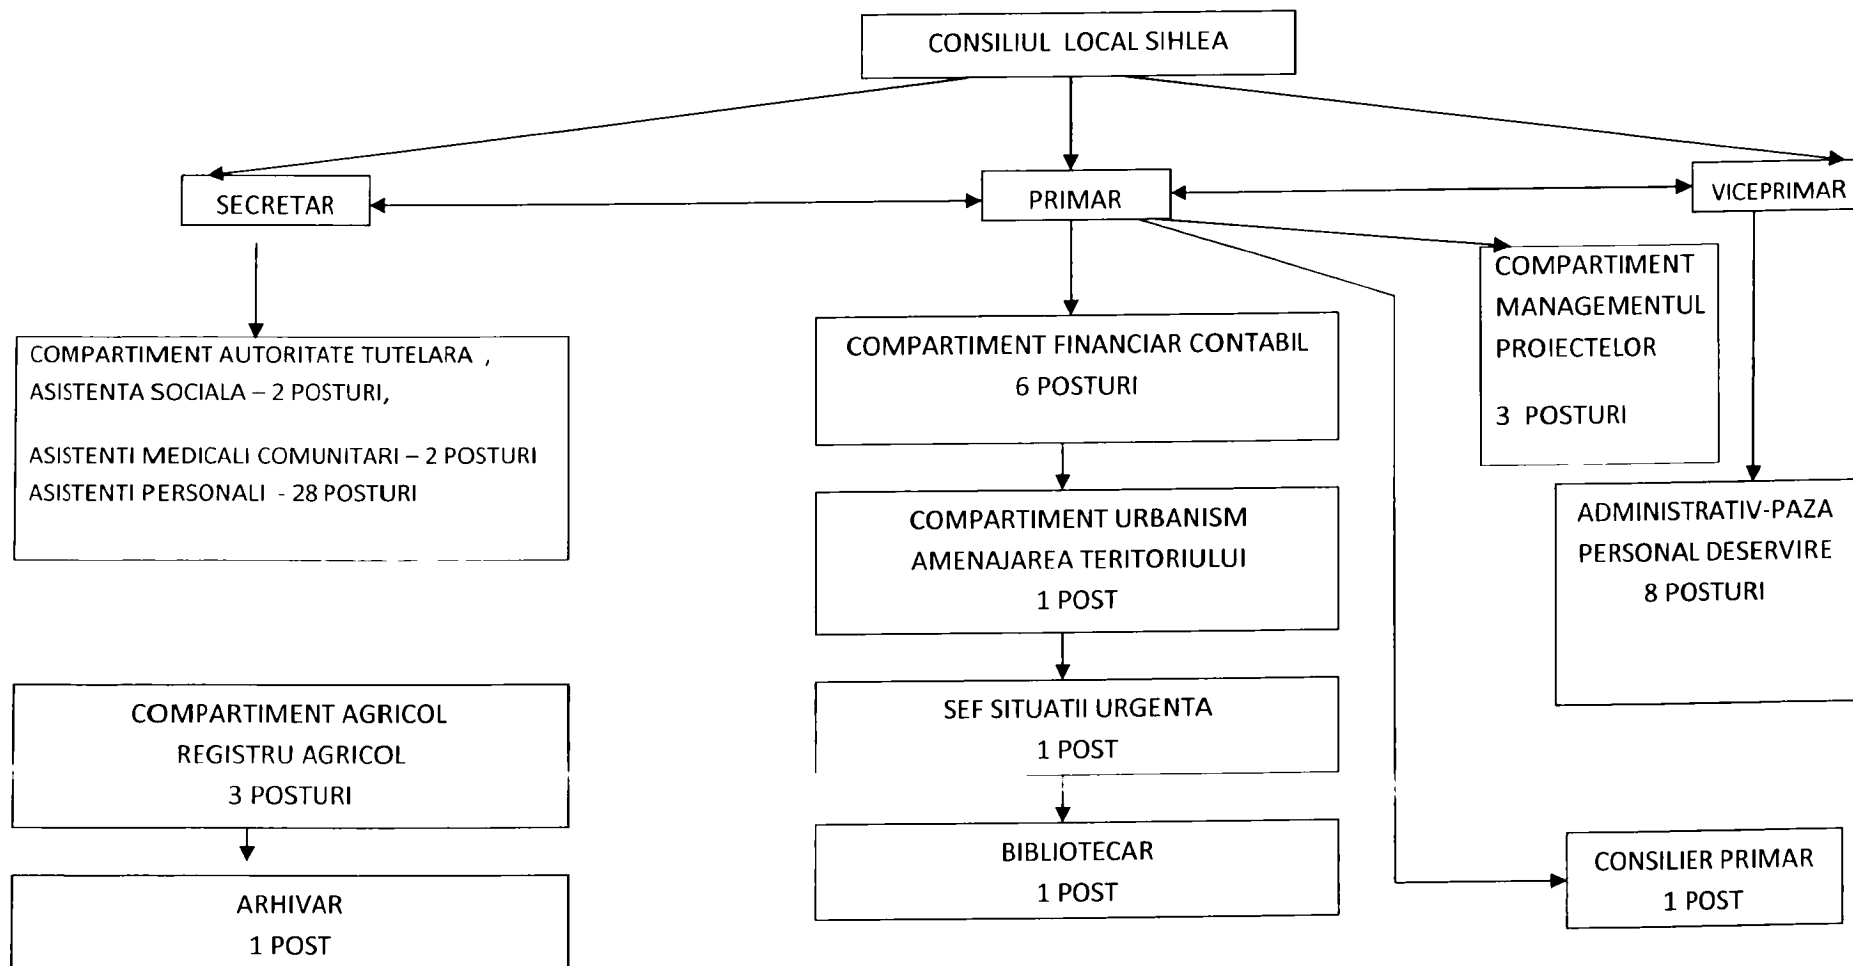 CONSILIUL LOCAL SIHLEA
SECRETAR
PRIMAR
VICEPRIMAR
COMPARTIMENT AUTORITATE TUTELARA ,
ASISTENTA SOCIALA – 2 POSTURI,
ASISTENTI MEDICALI COMUNITARI – 2 POSTURI
ASISTENTI PERSONALI - 28 POSTURI
COMPARTIMENT AGRICOL
REGISTRU AGRICOL
3 POSTURI
ARHIVAR
1 POST
COMPARTIMENT FINANCIAR CONTABIL
6 POSTURI
COMPARTIMENT URBANISM
AMENAJAREA TERITORIULUI
1 POST
SEF SITUATII URGENTA
1 POST
BIBLIOTECAR
1 POST
COMPARTIMENT
MANAGEMENTUL
PROIECTELOR
3 POSTURI
ADMINISTRATIV-PAZA
PERSONAL DESERVIRE
8 POSTURI
CONSILIER PRIMAR
1 POST